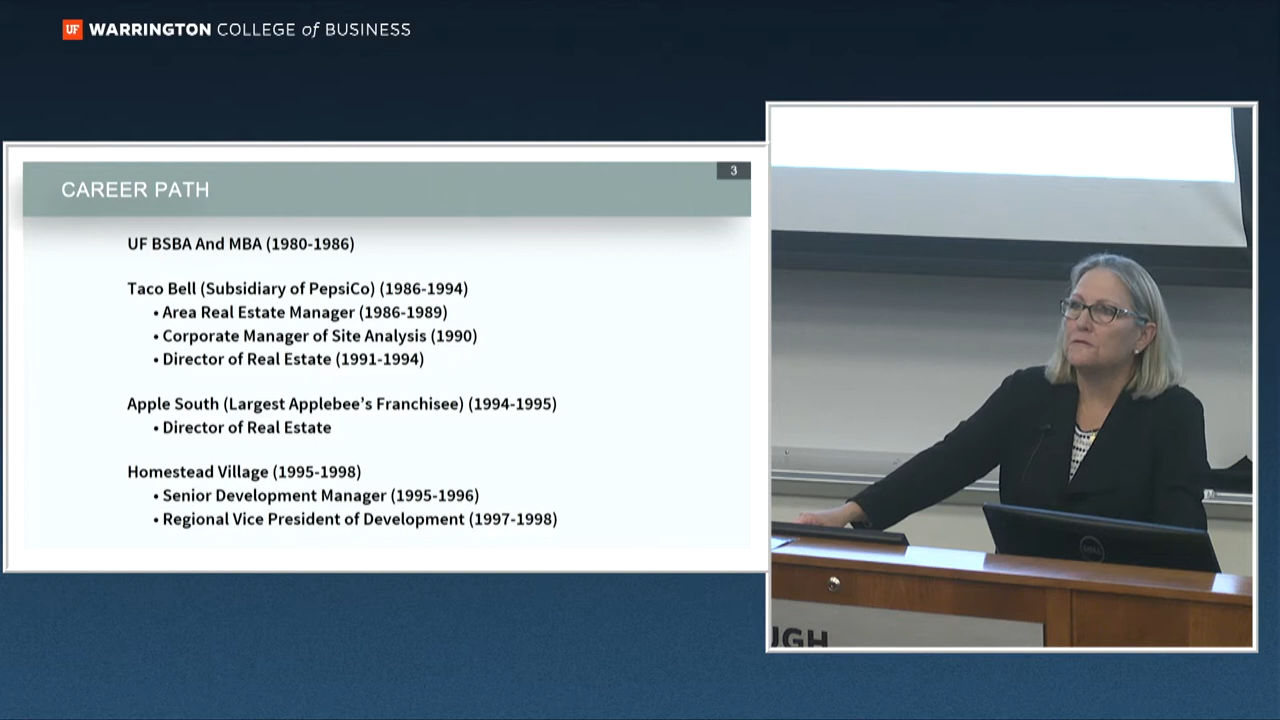 UF WARRINGTON COLLEGE of BUSINESS
3
CAREER PATH
UF BSBA And MBA (1980-1986)
Taco Bell (Subsidiary of PepsiCo) (1986-1994)
• Area Real Estate Manager (1986-1989)
• Corporate Manager of Site Analysis (1990)
• Director of Real Estate (1991-1994)
Apple South (Largest Applebee's Franchisee) (1994-1995)
• Director of Real Estate
Homestead Village (1995-1998)
• Senior Development Manager (1995-1996)
• Regional Vice President of Development (1997-1998)
DELL
UGH